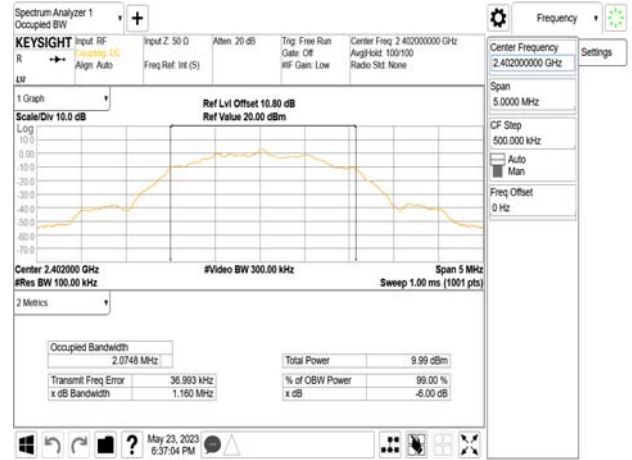 Spectrum Analyzer 1
Occupied BW
Frequency
KEYSIGHT
R
LW
Input: RF
Coupling: DC
Align: Auto
Input Z: 50 Ω
Freq Ref: Int (S)
Atten: 20 dB
Trig: Free Run
Gate: Off
#IF Gain: Low
Center Freq: 2.402000000 GHz
Avg|Hold: 100/100
Radio Std: None
1 Graph
Scale/Div 10.0 dB
Ref Lvl Offset 10.80 dB
Ref Value 20.00 dBm
Log
10.0
0.00
-10.0
-20.0
-30.0
-40.0
-50.0
-60.0
-70.0
Center 2.402000 GHz
#Res BW 100.00 kHz
#Video BW 300.00 kHz
Span 5 MHz
Sweep 1.00 ms (1001 pts)
2 Metrics
Occupied Bandwidth
2.0748 MHz
Transmit Freq Error 36.993 kHz
x dB Bandwidth 1.160 MHz
Total Power 9.99 dBm
% of OBW Power 99.00 %
x dB -6.00 dB
May 23, 2023
6:37:04 PM
Center Frequency
2.402000000 GHz
Span
5.0000 MHz
CF Step
500.000 kHz
Auto
Man
Freq Offset
0 Hz
Settings